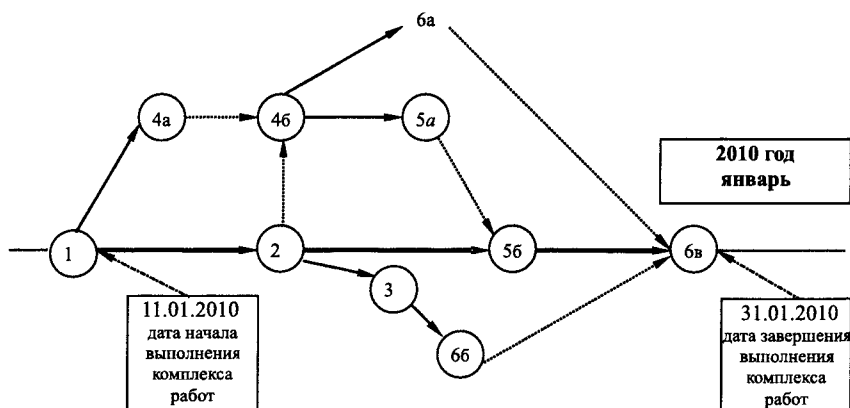 6а
4а
4б
5а
2010 год
январь
1
2
5б
6в
3
11.01.2010
дата начала
выполнения
комплекса
работ
6б
31.01.2010
дата завершения
выполнения
комплекса
работ